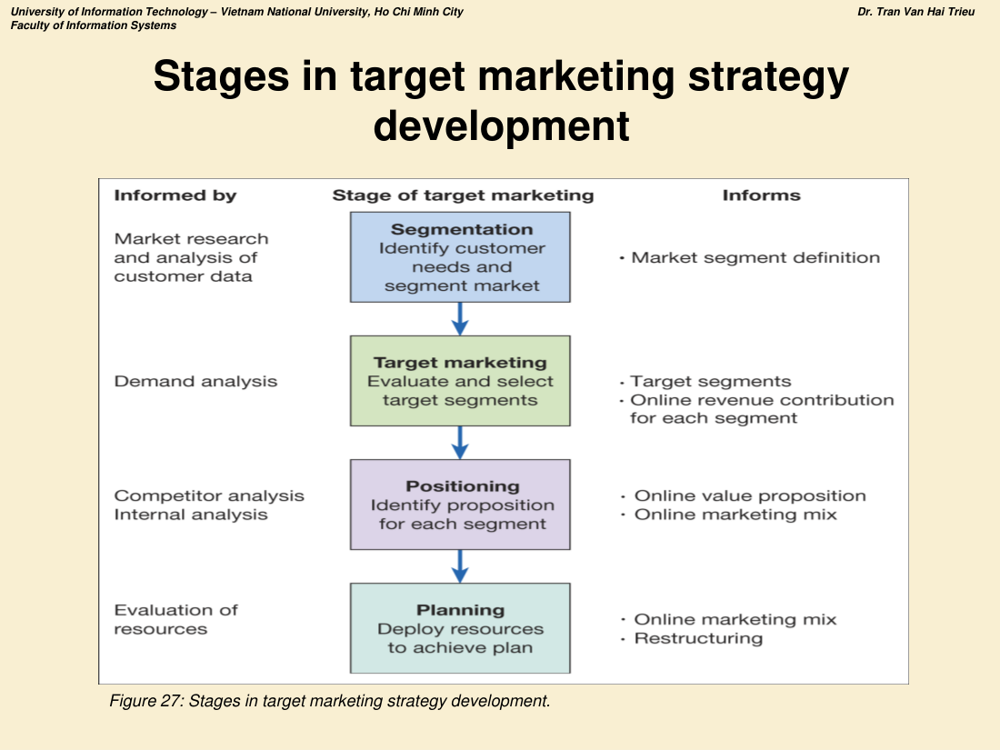 University of Information Technology – Vietnam National University, Ho Chi Minh City
Faculty of Information Systems
Dr. Tran Van Hai Trieu
Stages in target marketing strategy
development
Informed by
Stage of target marketing
Informs
Market research
and analysis of
customer data
Segmentation
Identify customer
needs and
segment market
• Market segment definition
Demand analysis
Target marketing
Evaluate and select
target segments
• Target segments
• Online revenue contribution
for each segment
Competitor analysis
Internal analysis
Positioning
Identify proposition
for each segment
• Online value proposition
• Online marketing mix
Evaluation of
resources
Planning
Deploy resources
to achieve plan
• Online marketing mix
• Restructuring
Figure 27: Stages in target marketing strategy development.